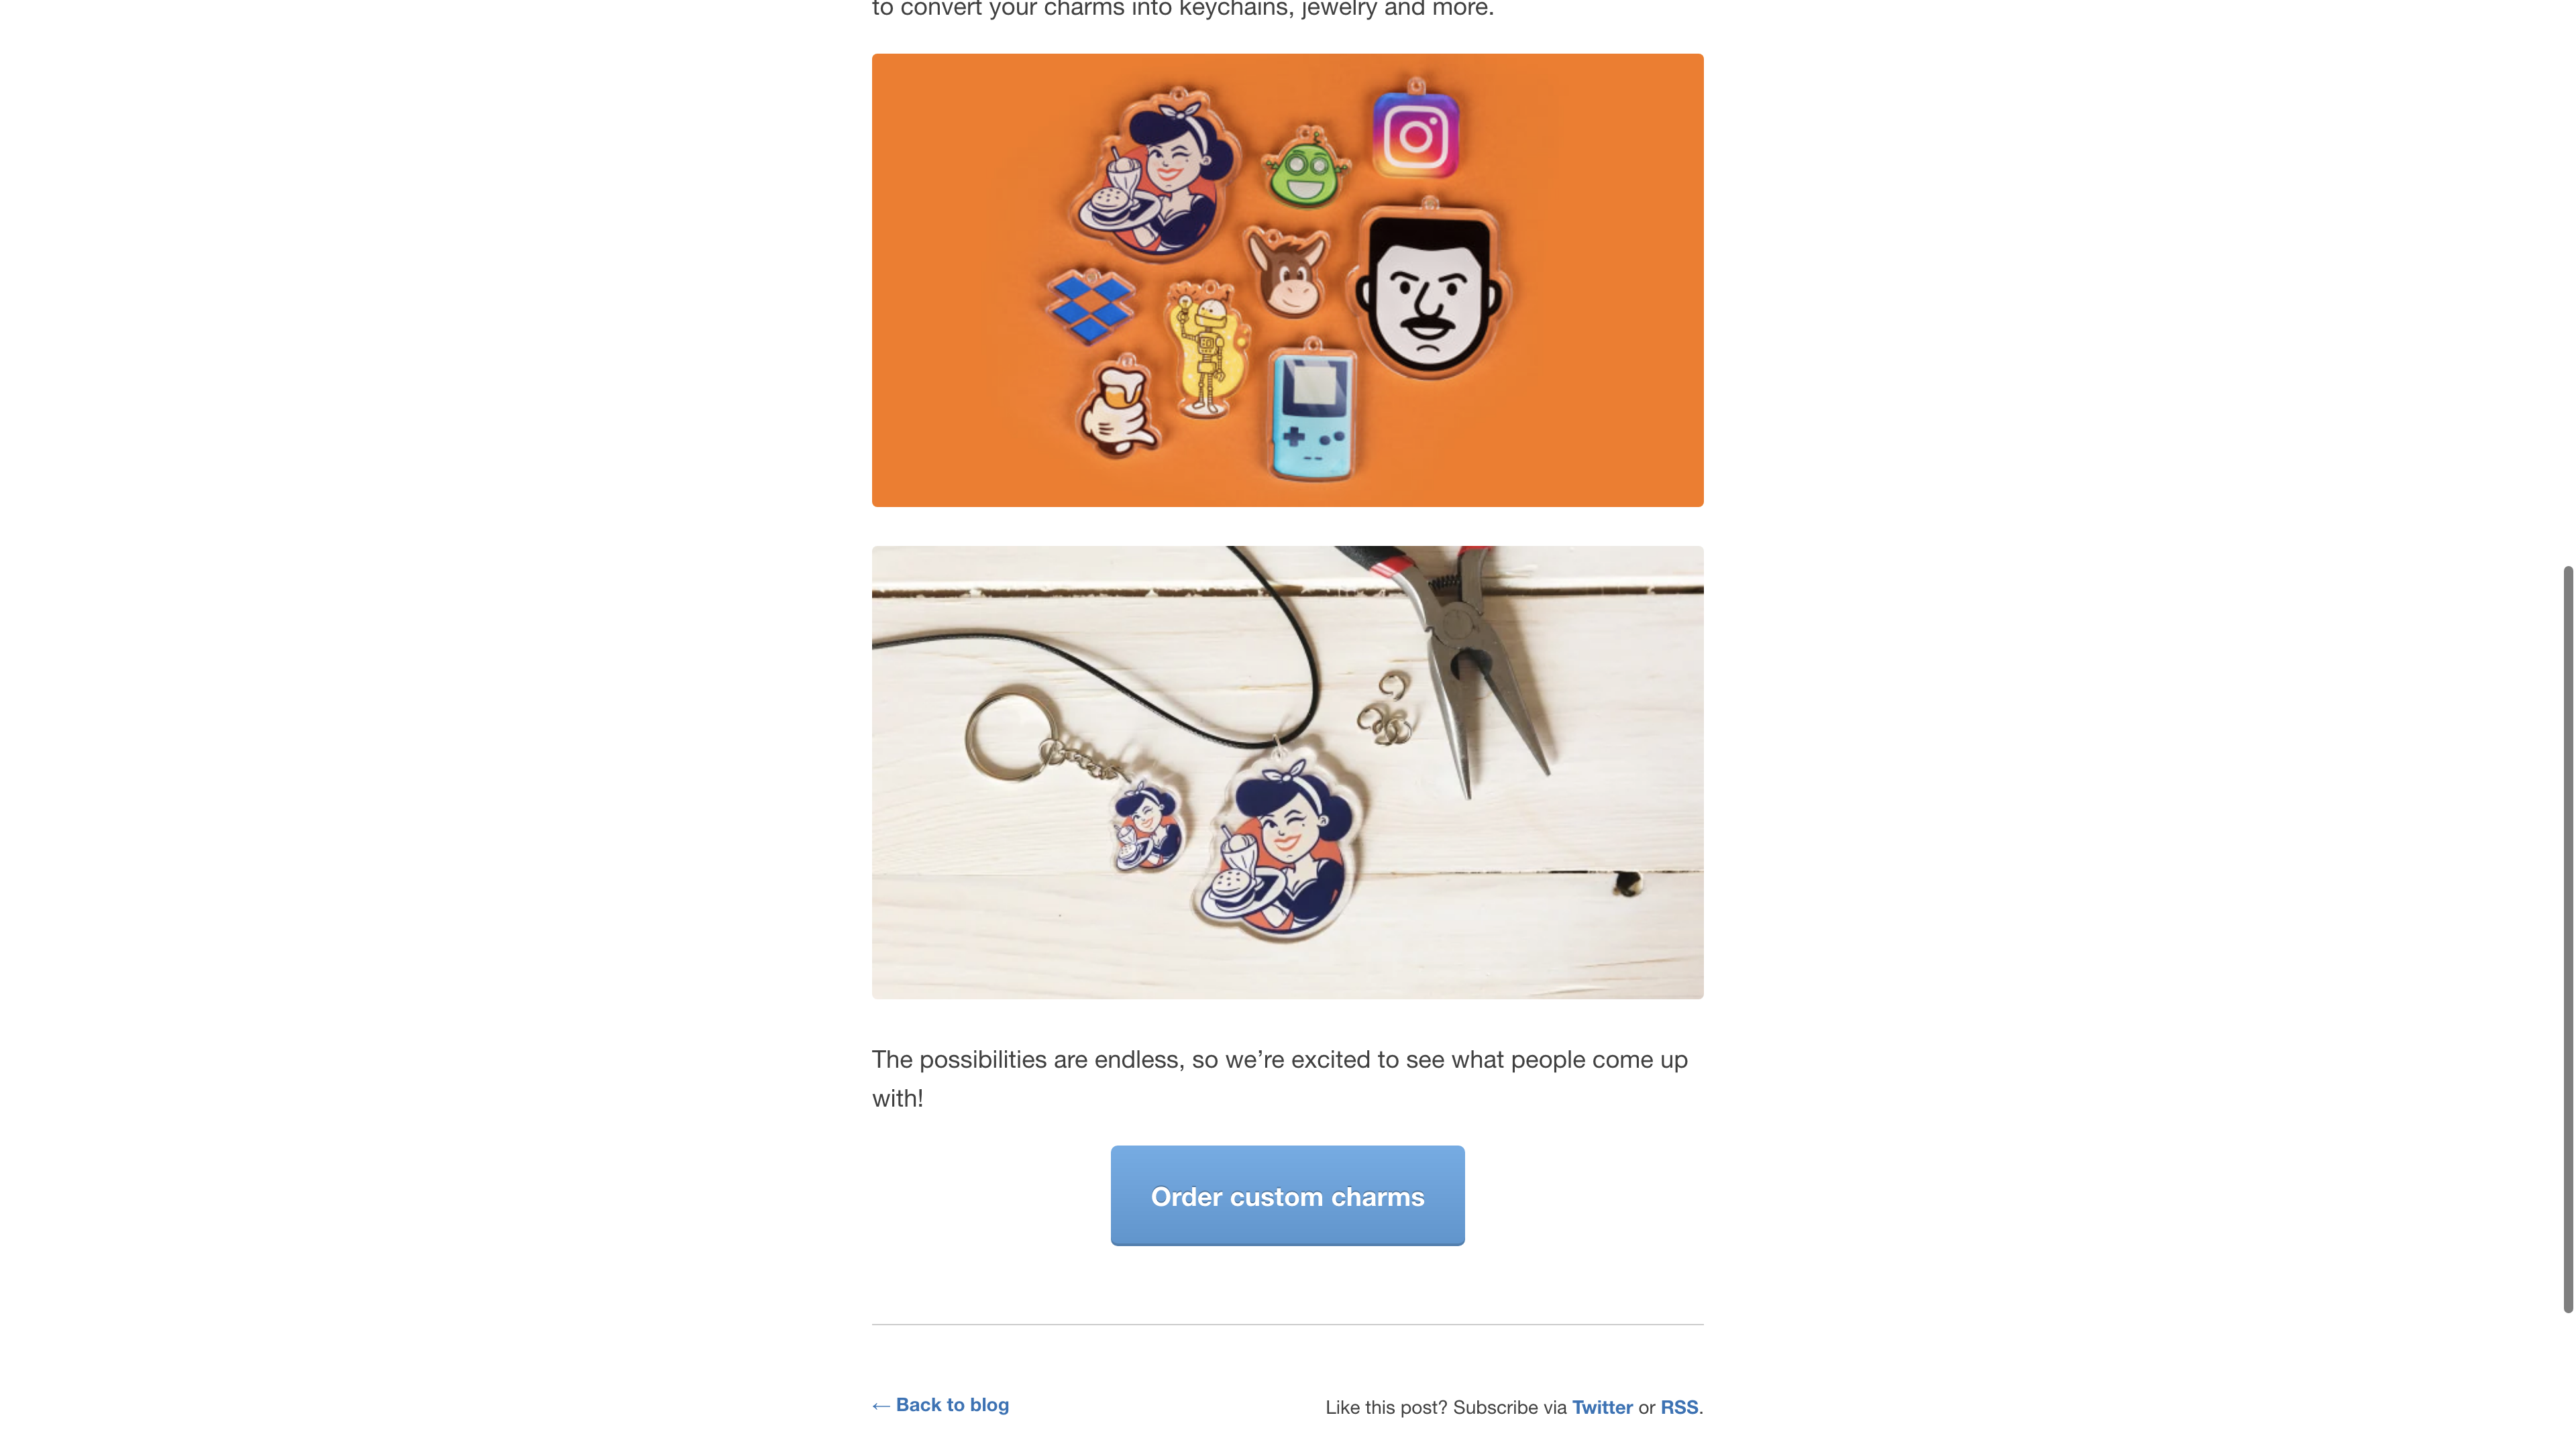 to convert your charms into keychains, jewelry and more.
The possibilities are endless, so we’re excited to see what people come up
with!
Order custom charms
← Back to blog
Like this post? Subscribe via Twitter or RSS.